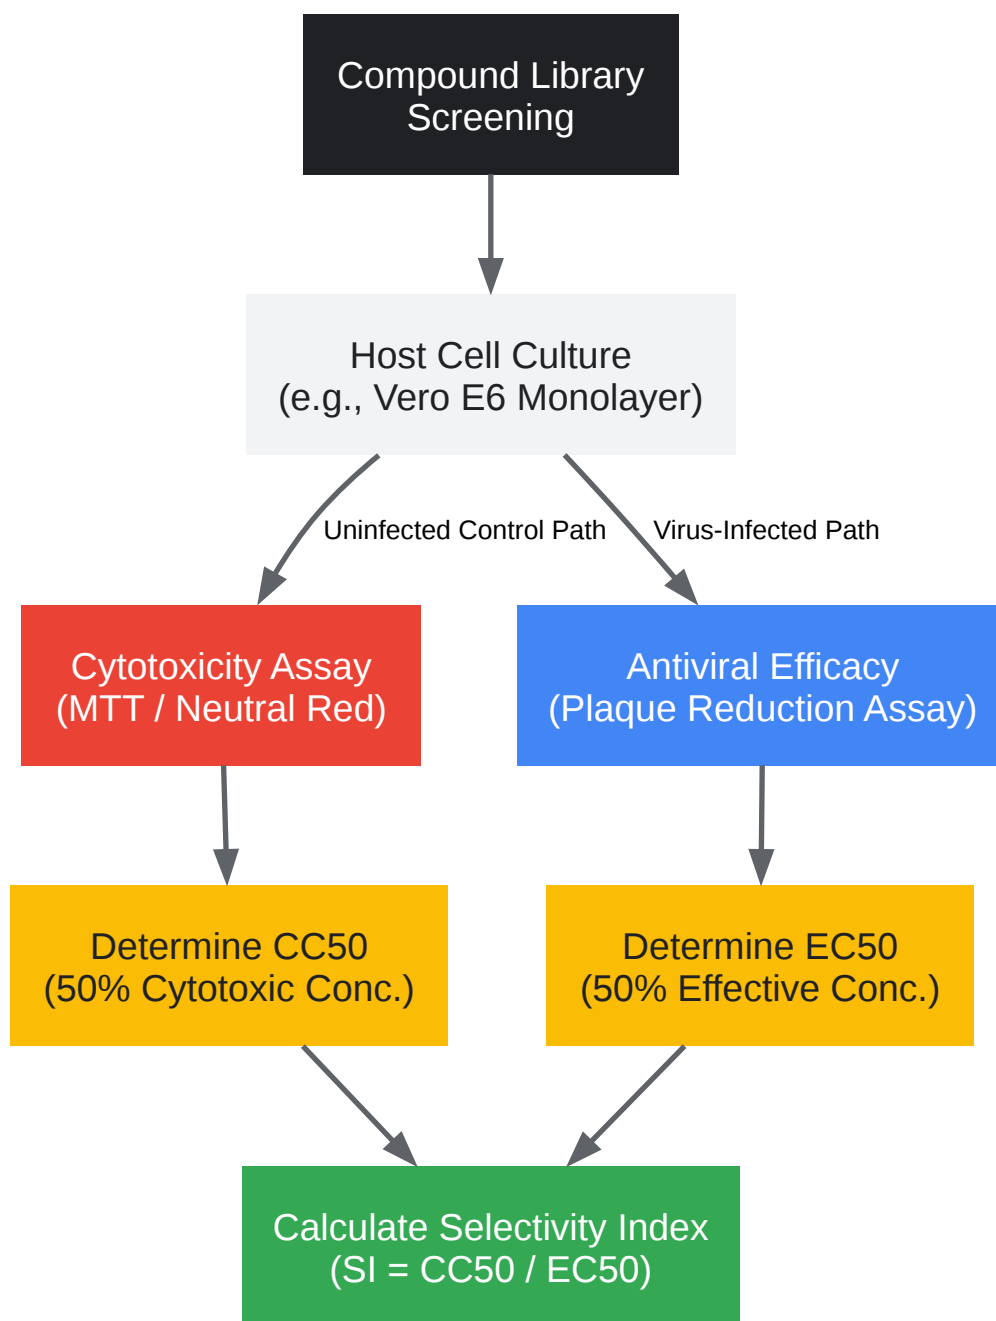 Compound Library
Screening
Host Cell Culture
(e.g., Vero E6 Monolayer)
Uninfected Control Path
Virus-Infected Path
Cytotoxicity Assay
(MTT / Neutral Red)
Antiviral Efficacy
(Plaque Reduction Assay)
Determine CC50
(50% Cytotoxic Conc.)
Determine EC50
(50% Effective Conc.)
Calculate Selectivity Index
(SI = CC50 / EC50)